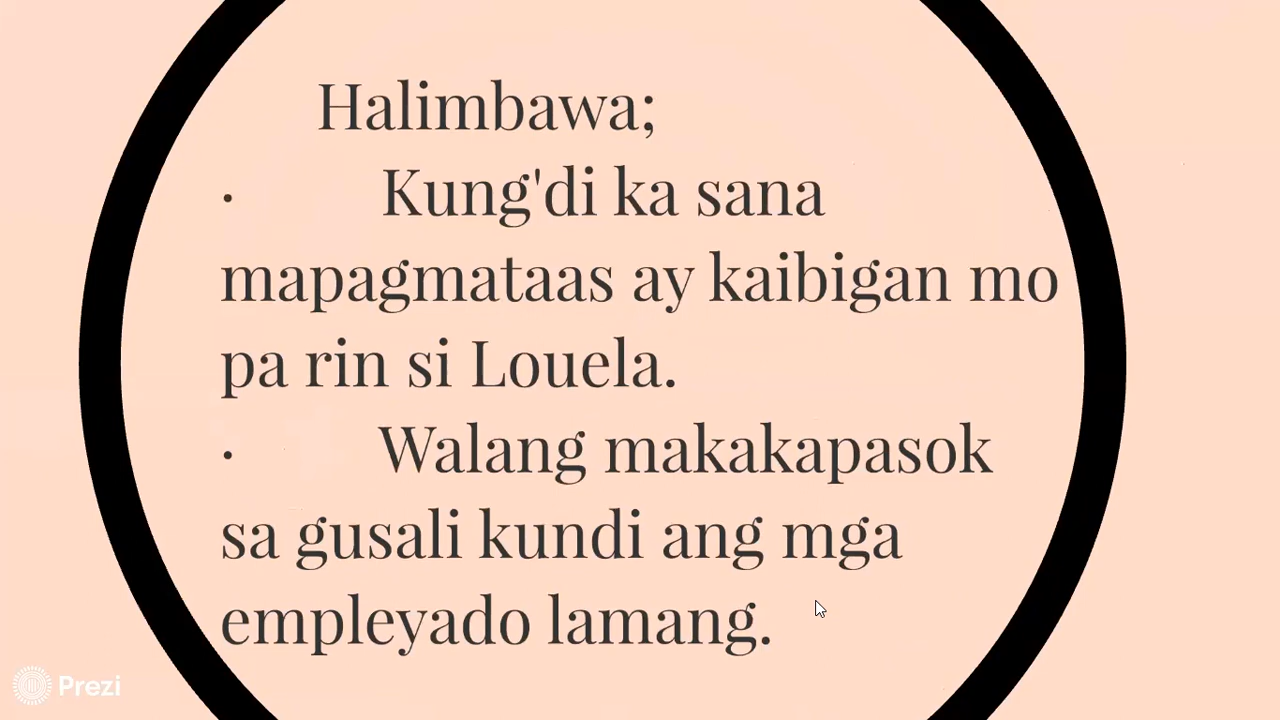 Halimbawa;
· Kung'di ka sana
mapagmataas ay kaibigan mo
pa rin si Louela.
· Walang makakapasok
sa gusali kundi ang mga
empleyado lamang.
Prezi